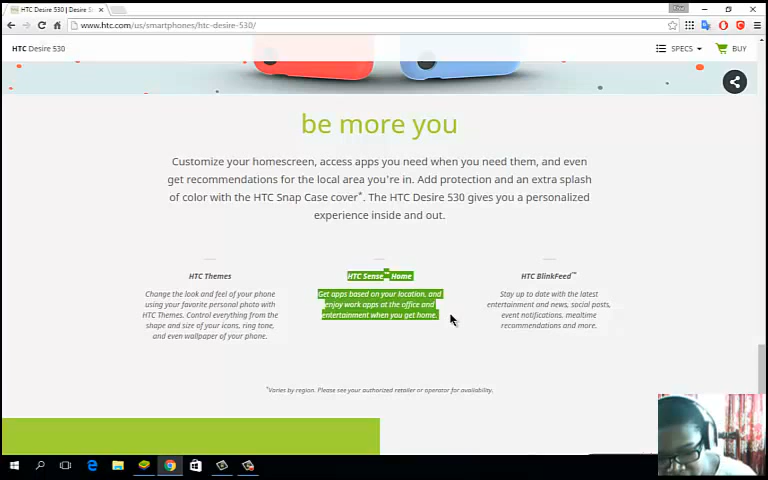 HTC Desire 530 | Desire S
www.htc.com/us/smartphones/htc-desire-530/
HTC Desire 530
SPECS
BUY
be more you
Customize your homescreen, access apps you need when you need them, and even
get recommendations for the local area you're in. Add protection and an extra splash
of color with the HTC Snap Case cover*. The HTC Desire 530 gives you a personalized
experience inside and out.
HTC Themes
Change the look and feel of your phone
using your favorite personal photo with
HTC Themes. Control everything from the
shape and size of your icons, ring tone,
and even wallpaper of your phone.
HTC Sense™ Home
Get apps based on your location, and
enjoy work apps at the office and
entertainment when you get home.
HTC BlinkFeed™
Stay up to date with the latest
entertainment and news, social posts,
event notifications, mealtime
recommendations and more.
*Varies by region. Please see your authorized retailer or operator for availability.